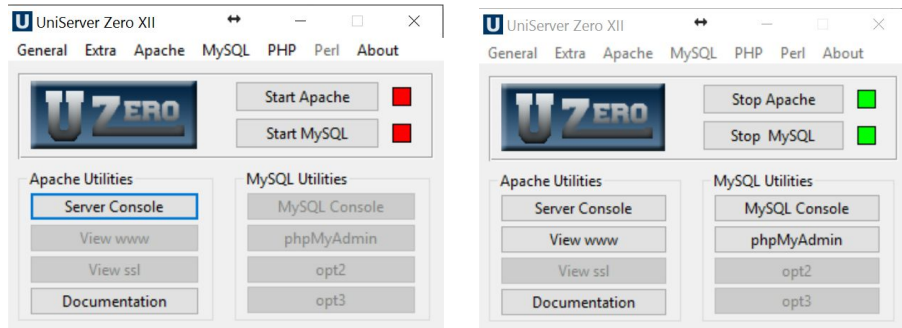 UniServer Zero XII
General Extra Apache MySQL PHP Perl About
U ZERO
Start Apache
Start MySQL
Apache Utilities
MySQL Utilities
Server Console
MySQL Console
View www
phpMyAdmin
View ssl
opt2
Documentation
opt3
UniServer Zero XII
General Extra Apache MySQL PHP Perl About
U ZERO
Stop Apache
Stop MySQL
Apache Utilities
MySQL Utilities
Server Console
MySQL Console
View www
phpMyAdmin
View ssl
opt2
Documentation
opt3